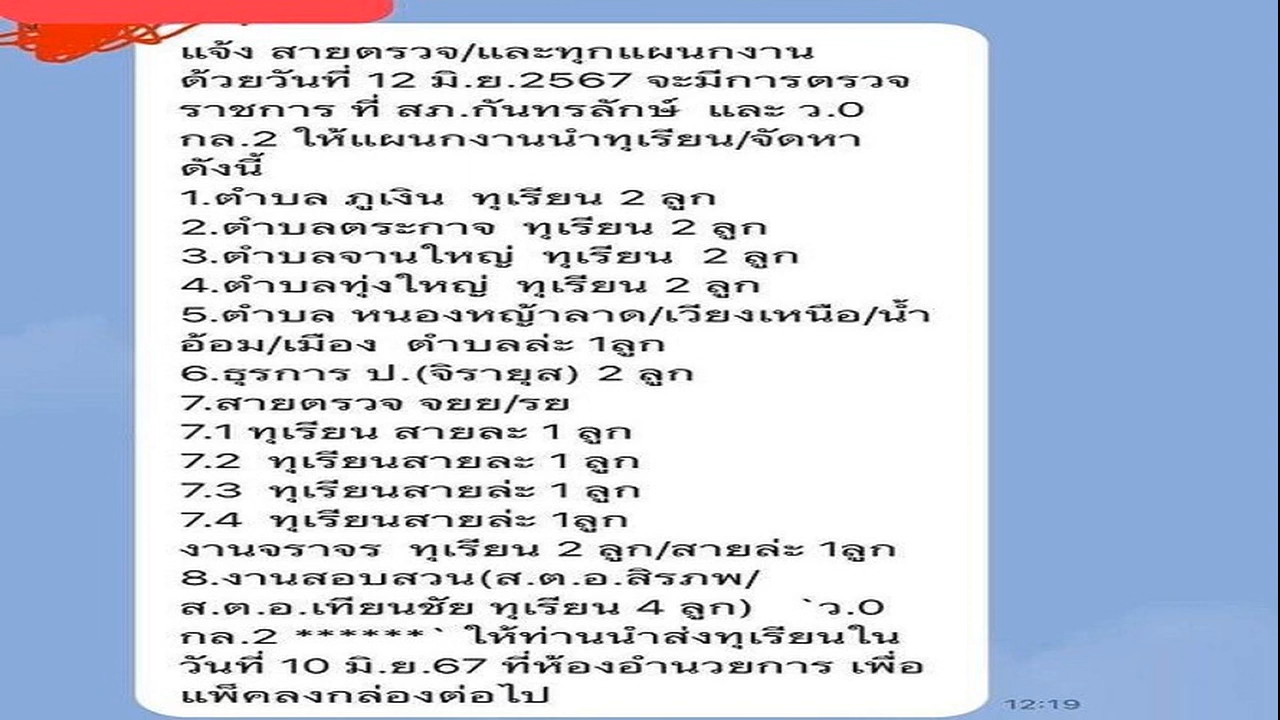 แจ้ง สายตรวจ/และทุกแผนกงาน
ด้วยวันที่ 12 มิ.ย.2567 จะมีการตรวจ
ราชการ ที่ สภ.กันทรลักษ์  และ ว.0
กล.2 ให้แผนกงานนำทุเรียน/จัดหา
ดังนี้
1.ตำบล ภูเงิน  ทุเรียน 2 ลูก
2.ตำบลตระกาจ  ทุเรียน 2 ลูก
3.ตำบลจานใหญ่  ทุเรียน  2 ลูก
4.ตำบลทุ่งใหญ่  ทุเรียน 2 ลูก
5.ตำบล หนองหญ้าลาด/เวียงเหนือ/น้ำ
อ้อม/เมือง  ตำบลล่ะ 1ลูก
6.ธุรการ ป.(จิรายุส) 2 ลูก
7.สายตรวจ จยย/รย
7.1 ทุเรียน สายละ 1 ลูก
7.2  ทุเรียนสายละ 1 ลูก
7.3  ทุเรียนสายล่ะ 1 ลูก
7.4  ทุเรียนสายล่ะ 1ลูก
งานจราจร  ทุเรียน 2 ลูก/สายล่ะ 1ลูก
8.งานสอบสวน(ส.ต.อ.สิรภพ/
ส.ต.อ.เทียนชัย ทุเรียน 4 ลูก)   `ว.0
กล.2 ******` ให้ท่านนำส่งทุเรียนใน
วันที่ 10 มิ.ย.67 ที่ห้องอำนวยการ เพื่อ
แพ็คลงกล่องต่อไป
12:19